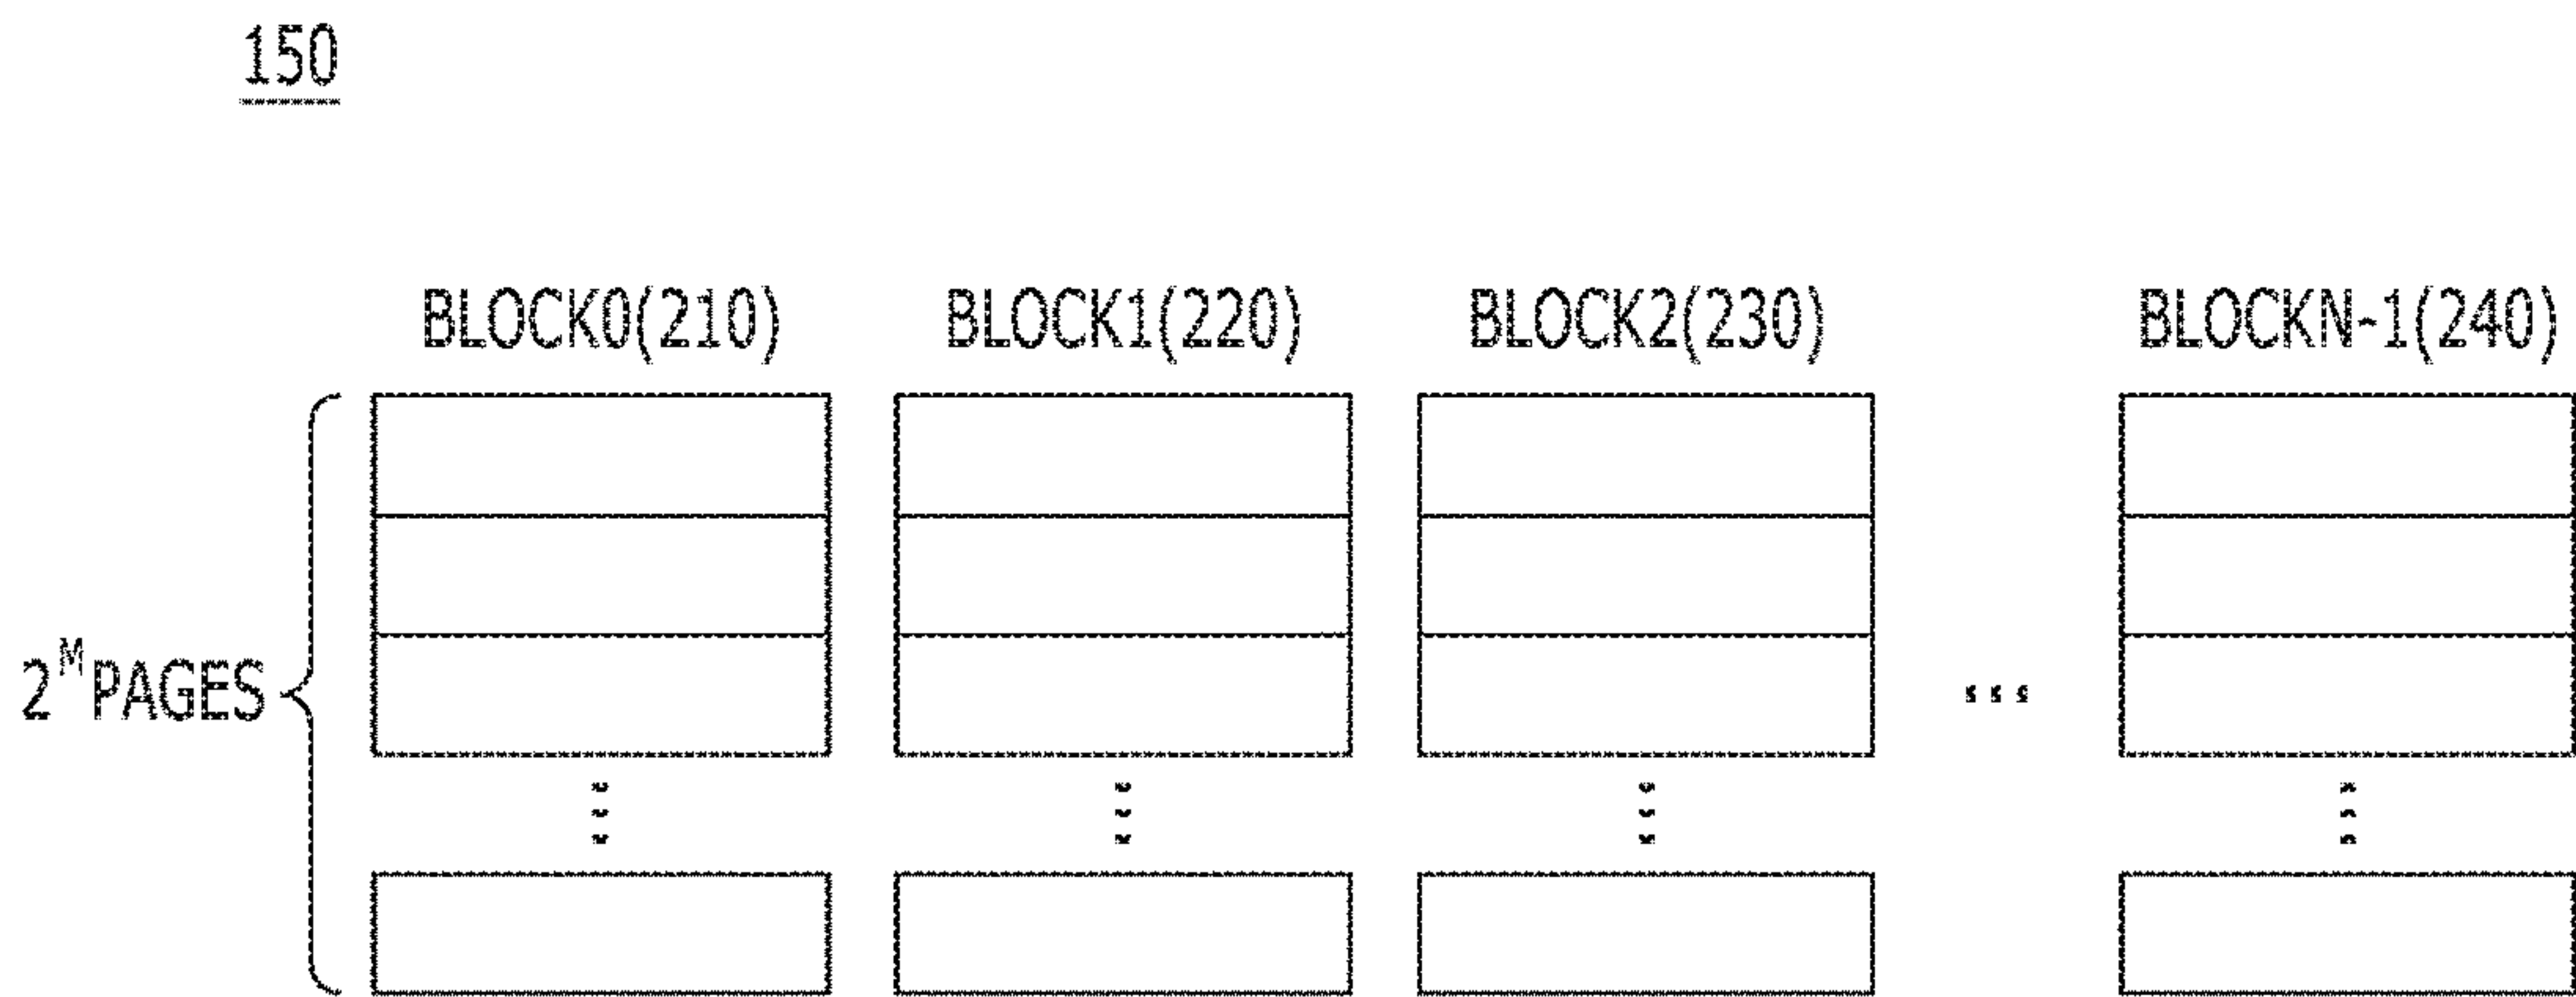 150
BLOCK0(210) BLOCK1(220) BLOCK2(230) BLOCKN-1(240)
2^M PAGES
...